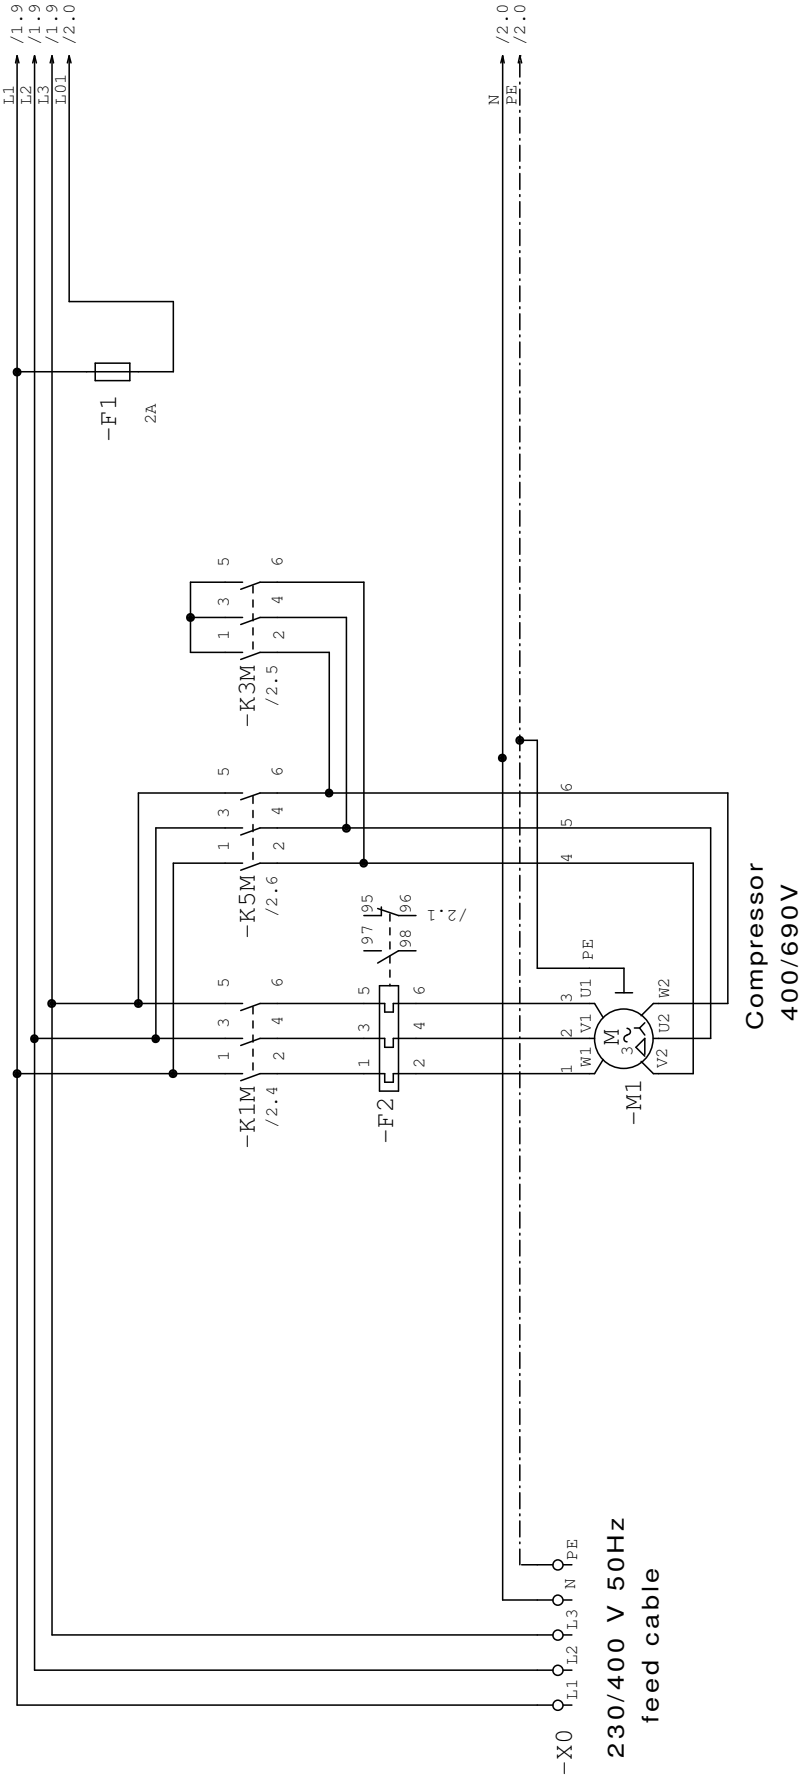 L1 /1.9
L2 /1.9
L3 /1.9
L01 /2.0
-F1
2A
-K1M
/2.4
1 3 5
2 4 6
-K5M
/2.6
1 3 5
2 4 6
-K3M
/2.5
1 3 5
2 4 6
-F2
1 3 5
2 4 6
97 95
98 96
/2.1
N /2.0
PE /2.0
1 2 3
4 5 6
W1 V1 U1
PE
M
3~
-M1
V2 U2 W2
Compressor
400/690V
-X0
L1 L2 L3 N PE
230/400 V 50Hz
feed cable